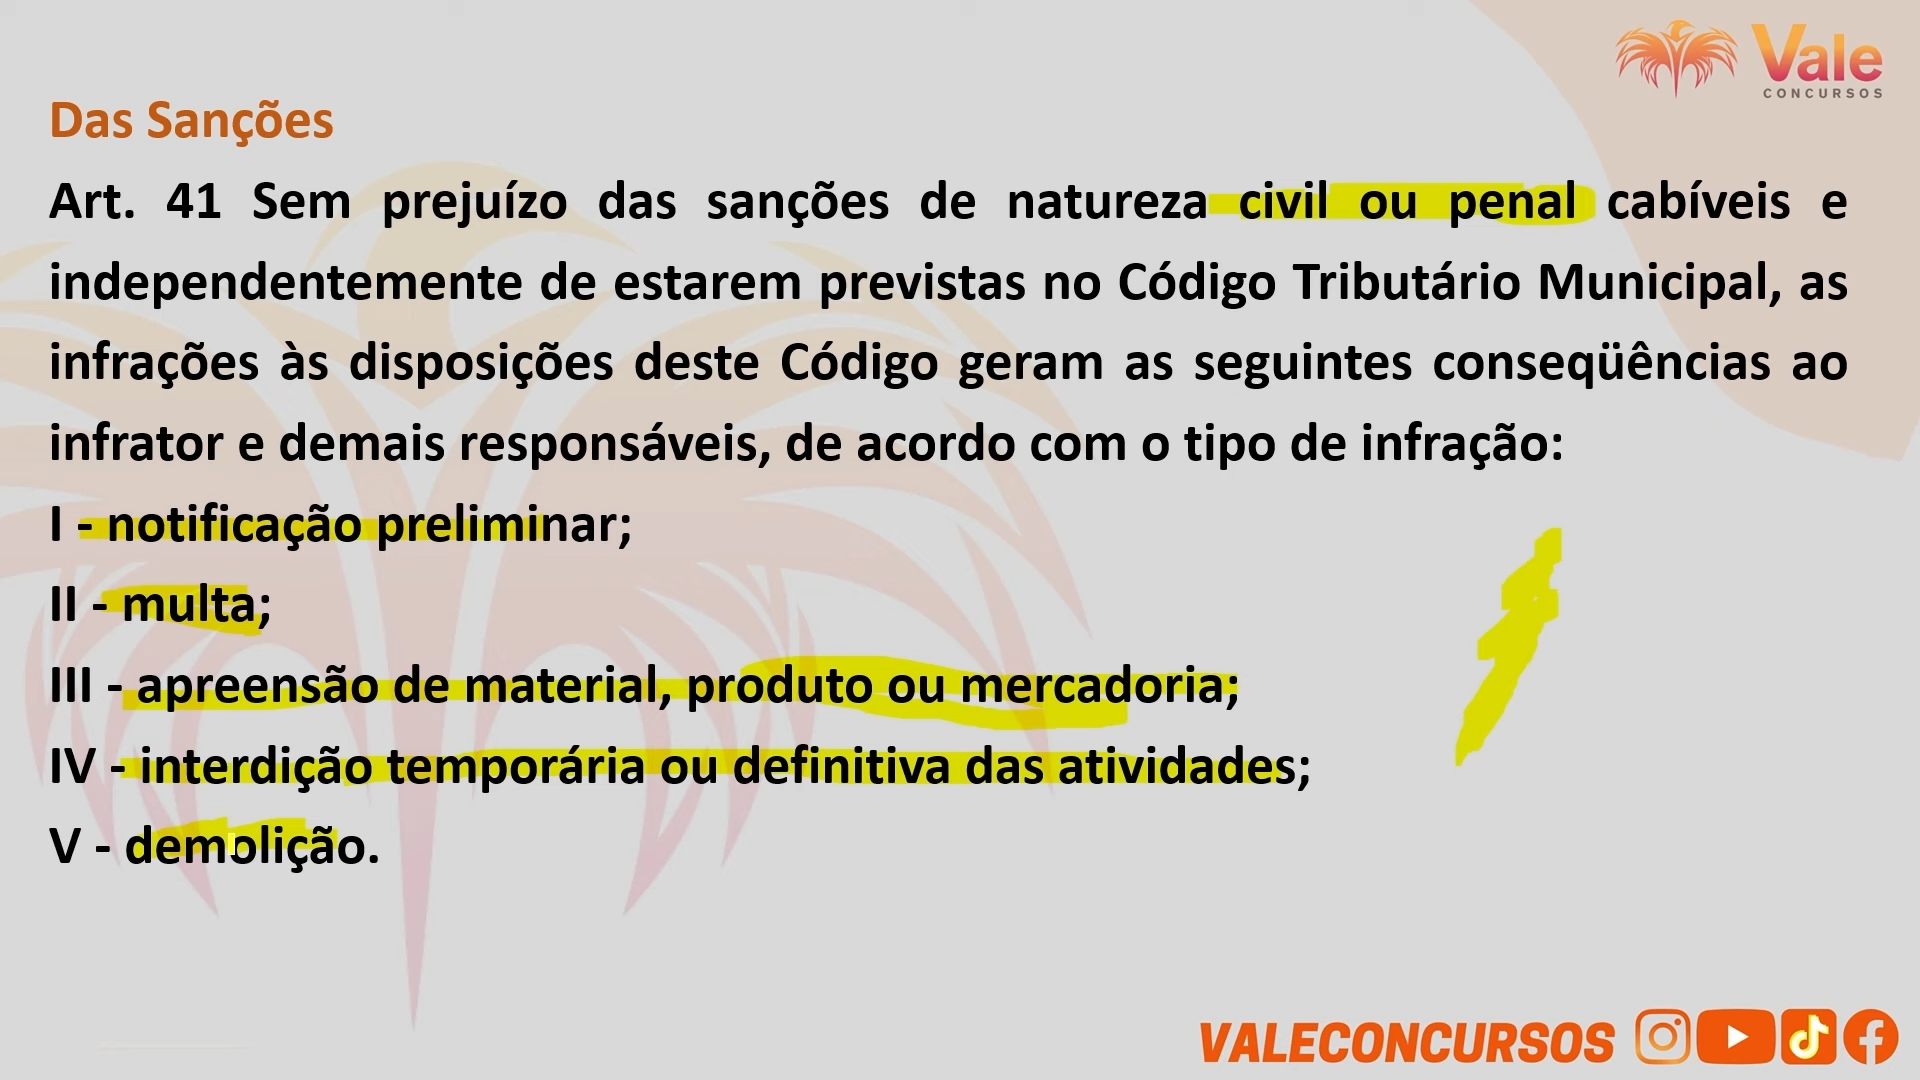 Vale
CONCURSOS
Das Sanções
Art. 41 Sem prejuízo das sanções de natureza civil ou penal cabíveis e
independentemente de estarem previstas no Código Tributário Municipal, as
infrações às disposições deste Código geram as seguintes conseqüências ao
infrator e demais responsáveis, de acordo com o tipo de infração:
I - notificação preliminar;
II - multa;
III - apreensão de material, produto ou mercadoria;
IV - interdição temporária ou definitiva das atividades;
V - demolição.
VALECONCURSOS